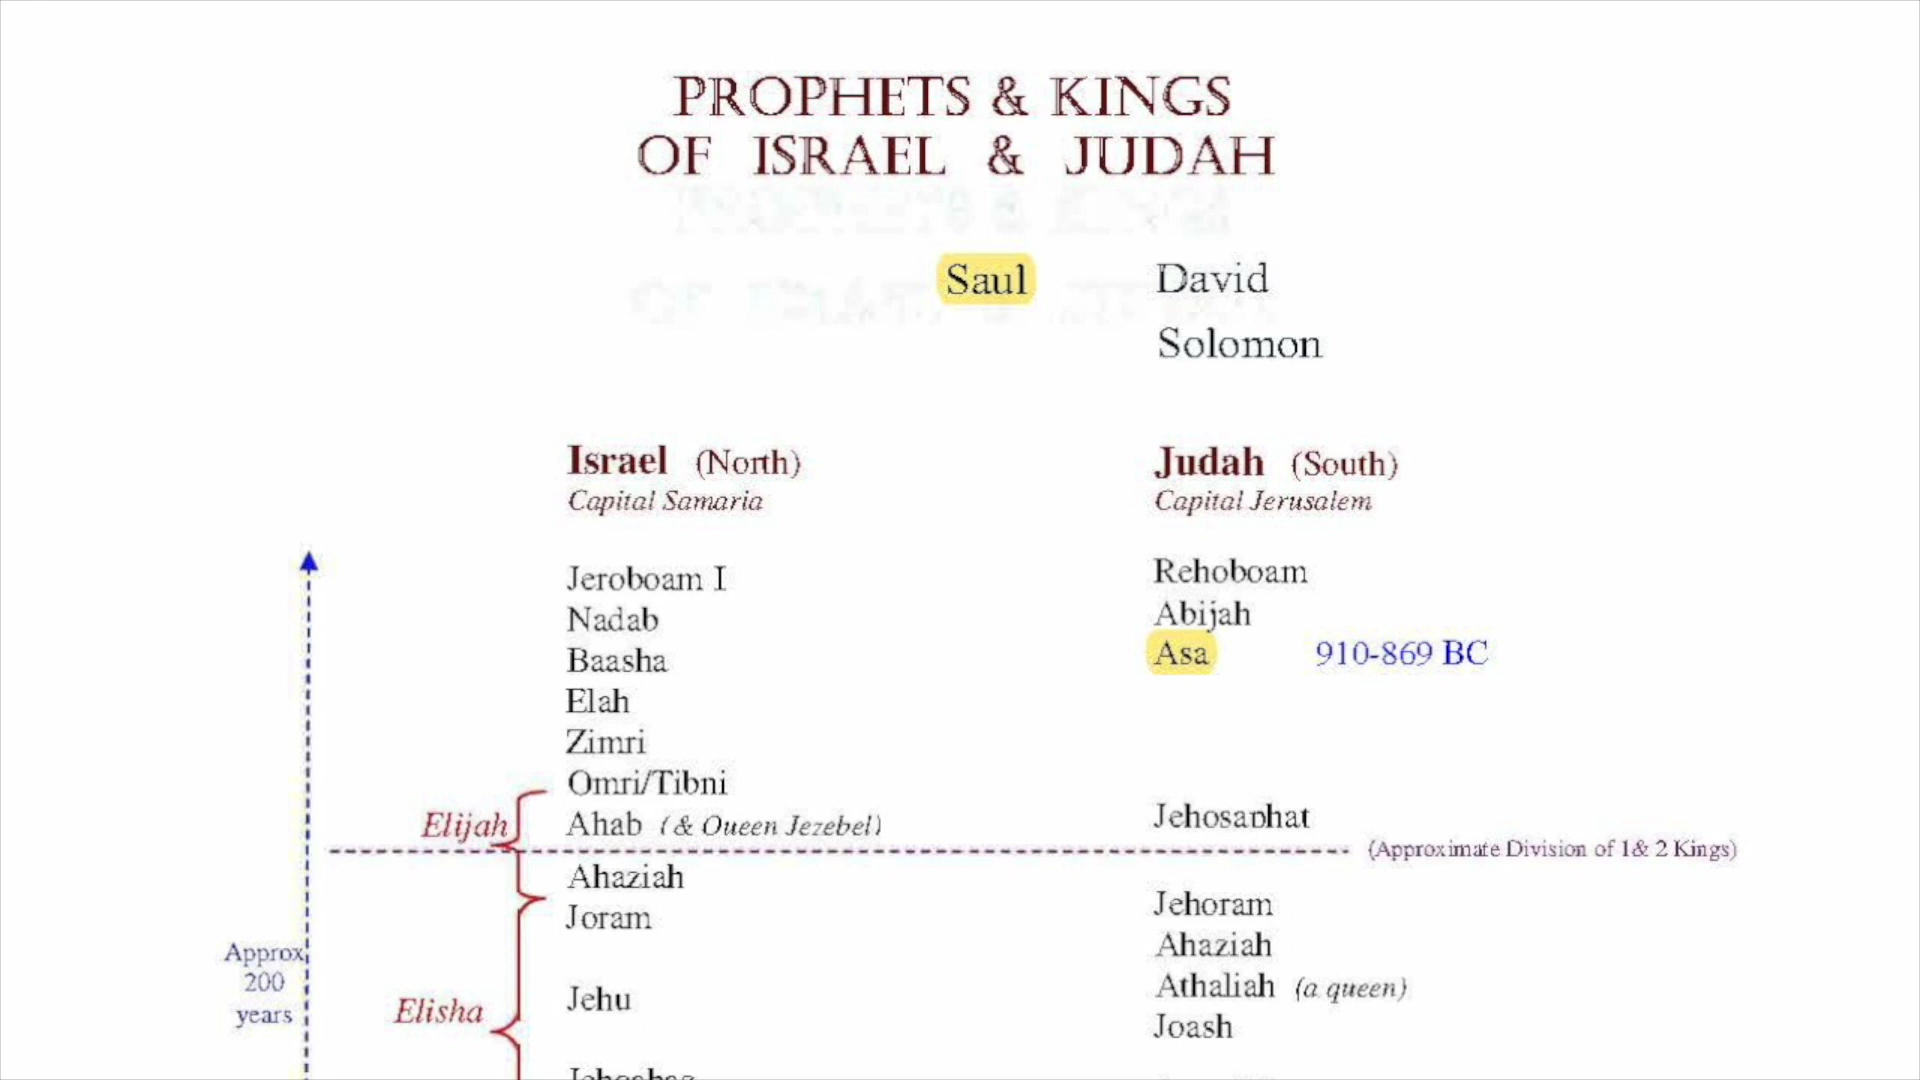 PROPHETS & KINGS
OF ISRAEL & JUDAH
Saul David
Solomon
Israel (North) Judah (South)
Capital Samaria Capital Jerusalem
Jeroboam I Rehoboam
Nadab Abijah
Baasha Asa 910-869 BC
Elah
Zimri
Omri/Tibni
Elijah Ahab (& Queen Jezebel) Jehosaphat
(Approximate Division of 1& 2 Kings)
Ahaziah Jehoram
Joram Ahaziah
Approx
200
years
Elisha Jehu Athaliah (a queen)
Joash